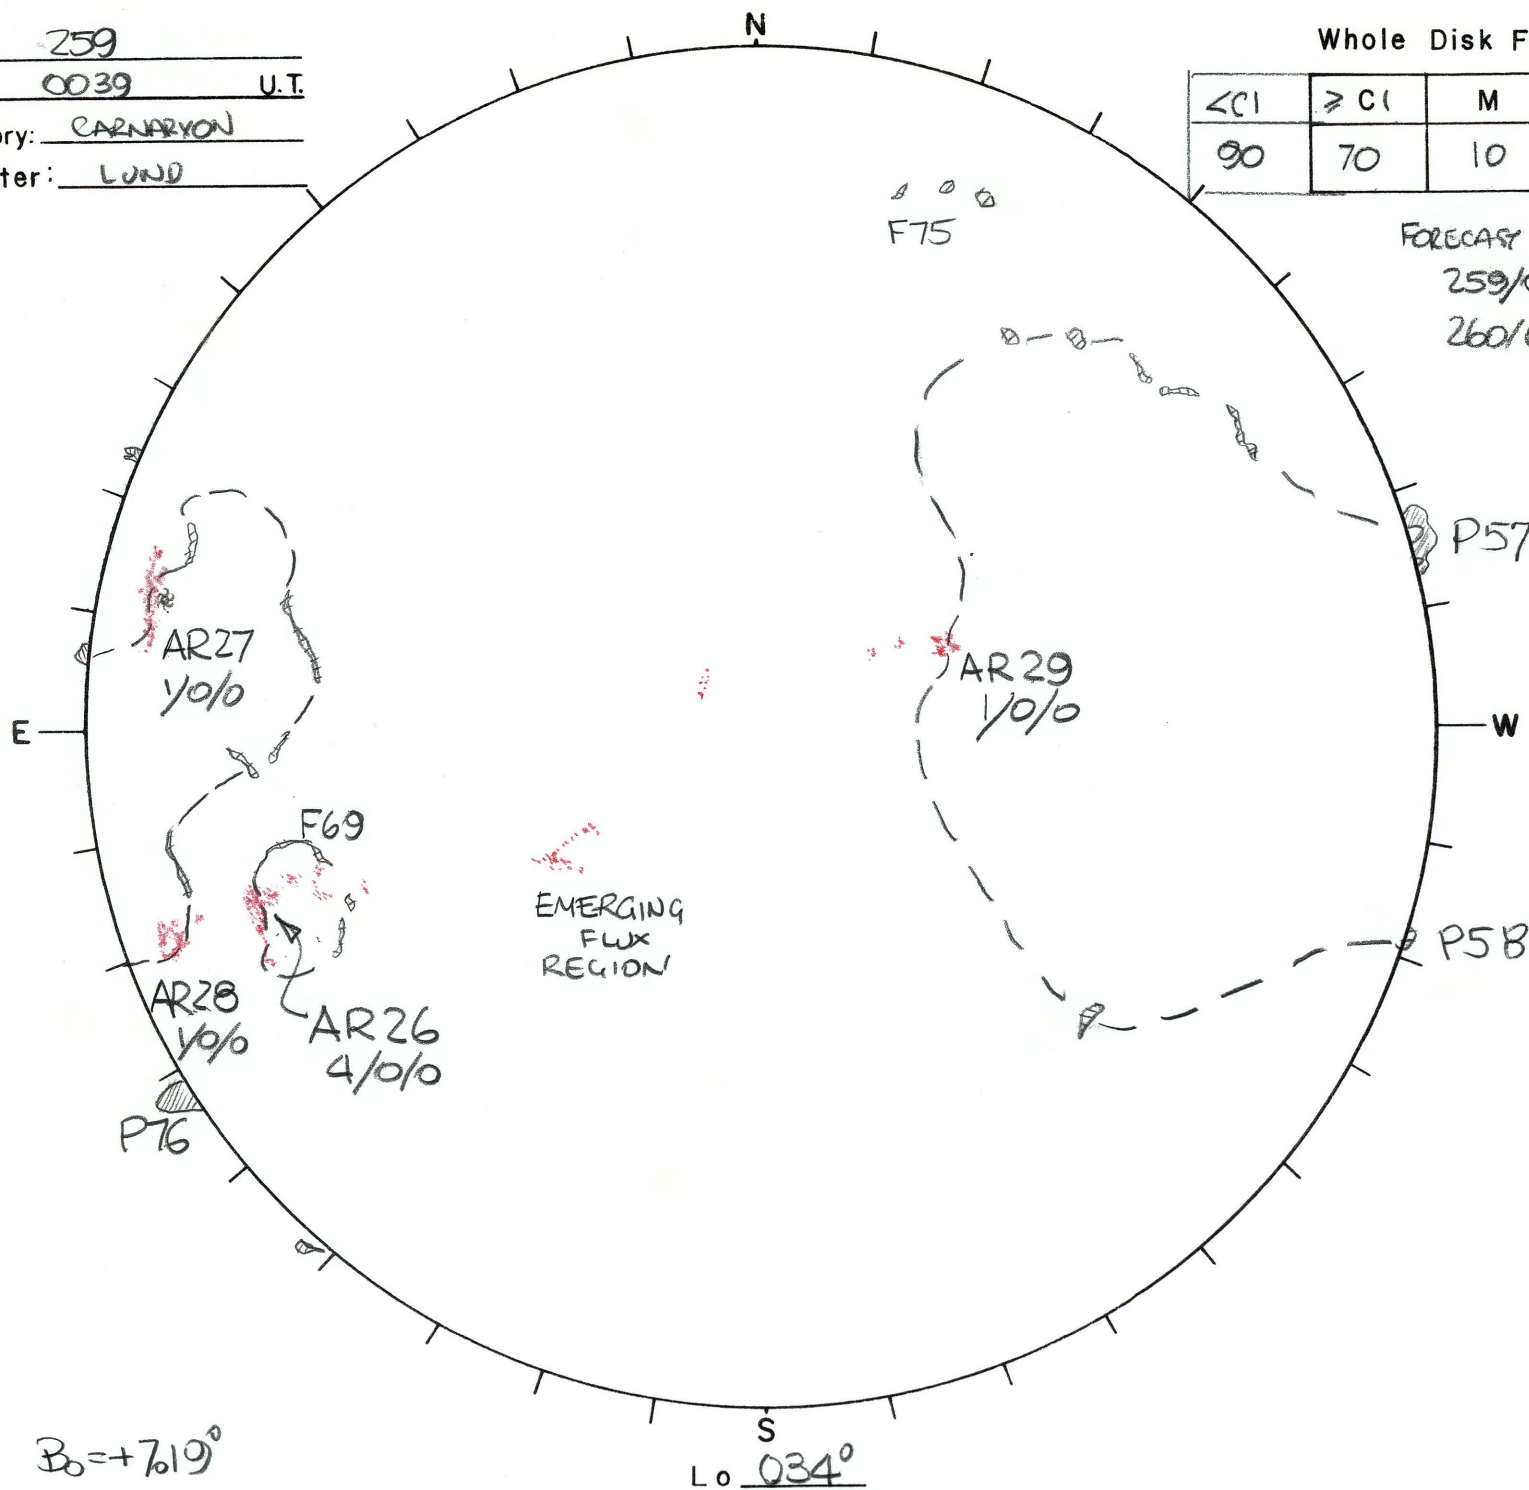 259
0039 U.T.
ory: CARNARVON
ter: LUND
N
Whole Disk F
<C1 ≥C1 M
90 70 10
FORECAST
259/
260/
F75
P57
AR27
1/0/0
AR29
1/0/0
E
W
F69
EMERGING
FLUX
REGION
P58
AR28
1/0/0
AR26
4/0/0
P76
S
B₀=+7.19°
Lo 034°